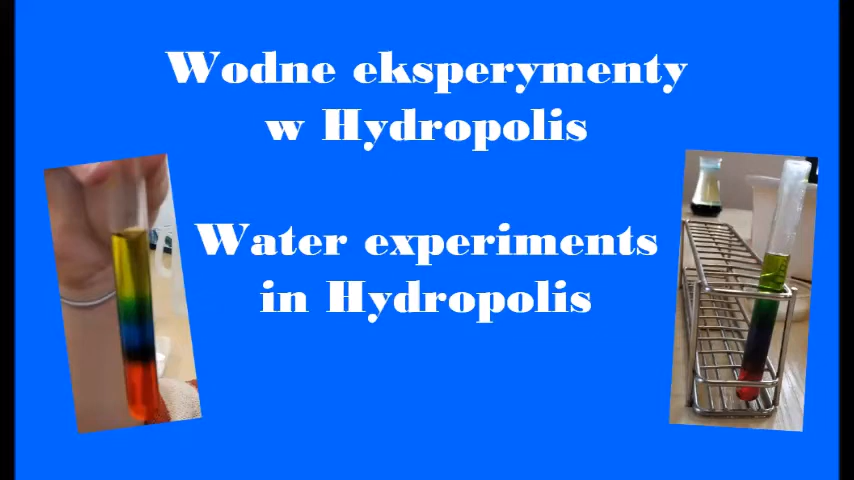 Wodne eksperymenty
w Hydropolis
Water experiments
in Hydropolis